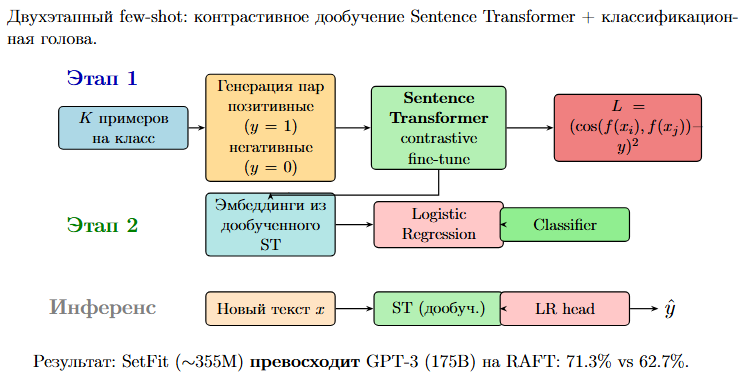 Двухэтапный few-shot: контрастивное дообучение Sentence Transformer + классификацион-
ная голова.
Этап 1
K примеров
на класс
Генерация пар
позитивные
(y = 1)
негативные
(y = 0)
Sentence
Transformer
contrastive
fine-tune
L =
(cos(f(x_i), f(x_j)) −
y)²
Этап 2
Эмбеддинги из
дообученного
ST
Logistic
Regression
Classifier
Инференс
Новый текст x
ST (дообуч.)
LR head
ŷ
Результат: SetFit (∼355M) превосходит GPT-3 (175B) на RAFT: 71.3% vs 62.7%.